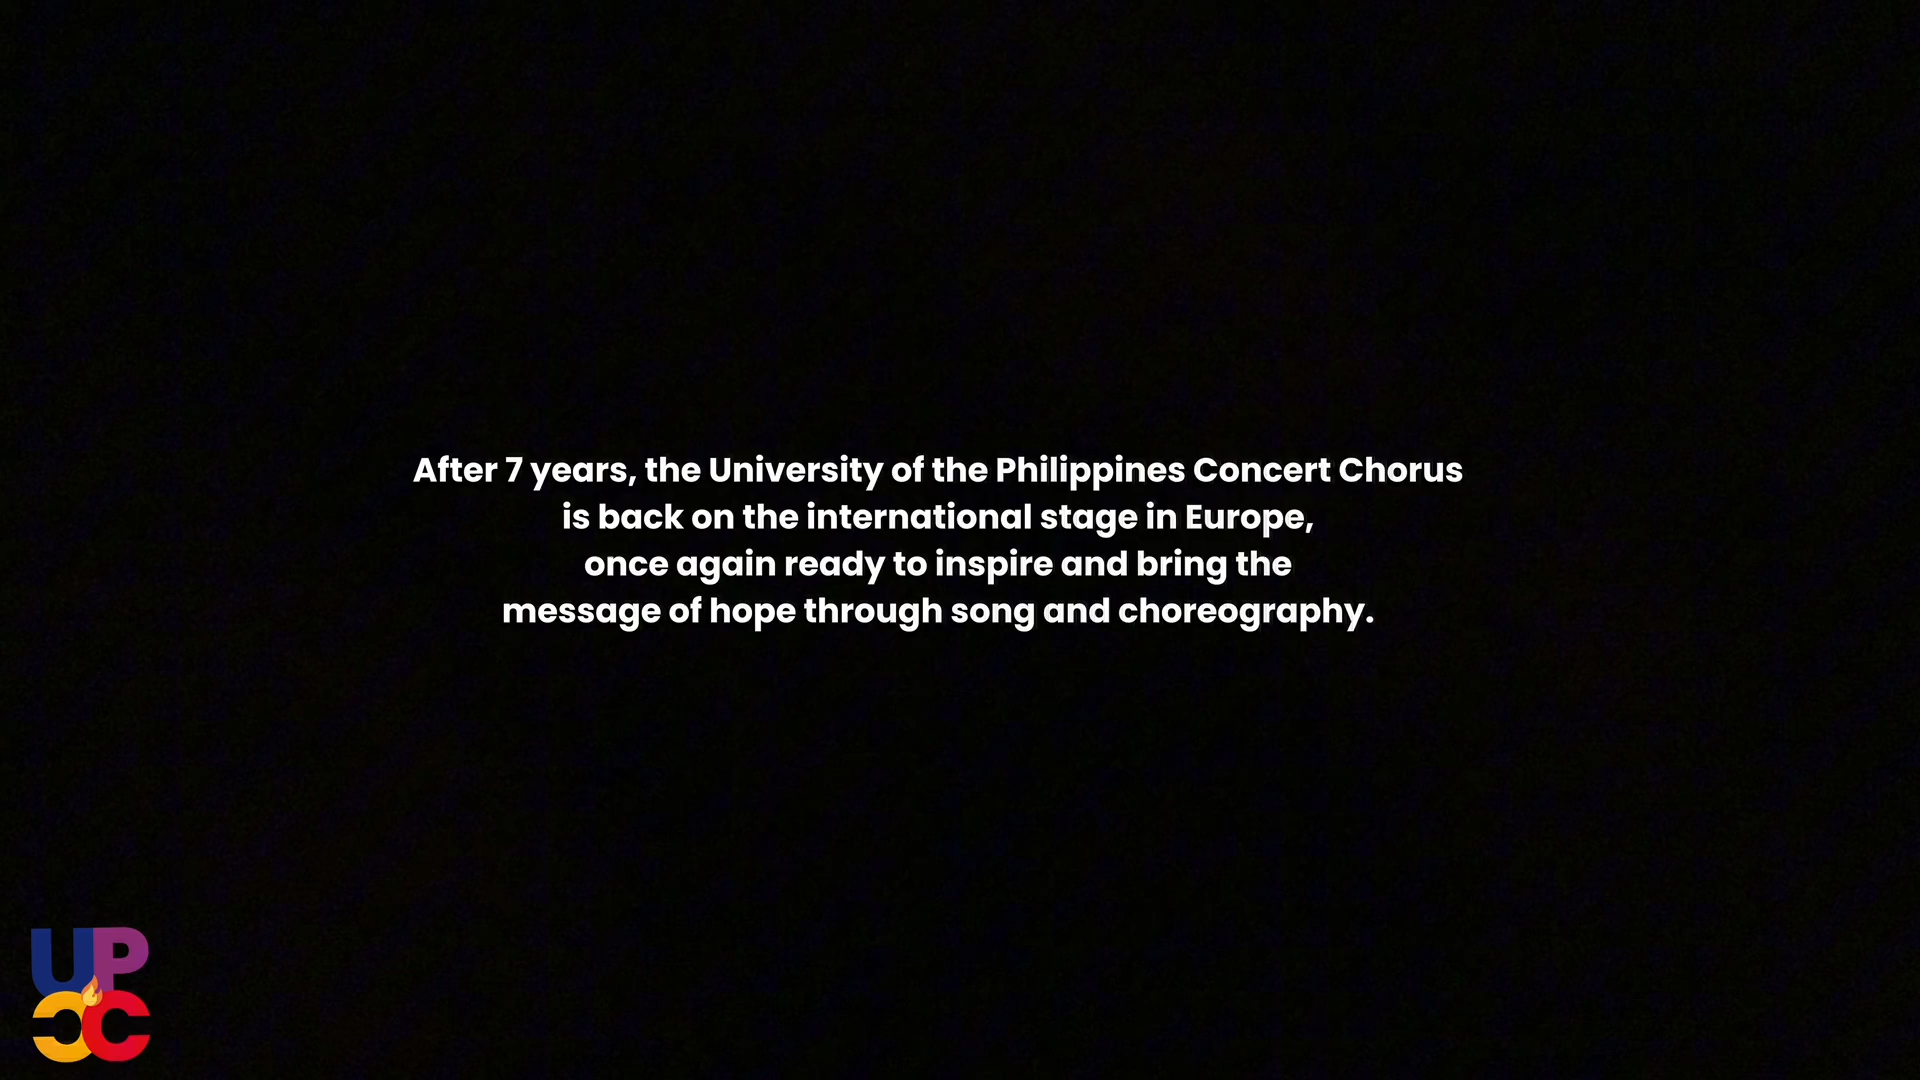 After 7 years, the University of the Philippines Concert Chorus
is back on the international stage in Europe,
once again ready to inspire and bring the
message of hope through song and choreography.
UP
CC